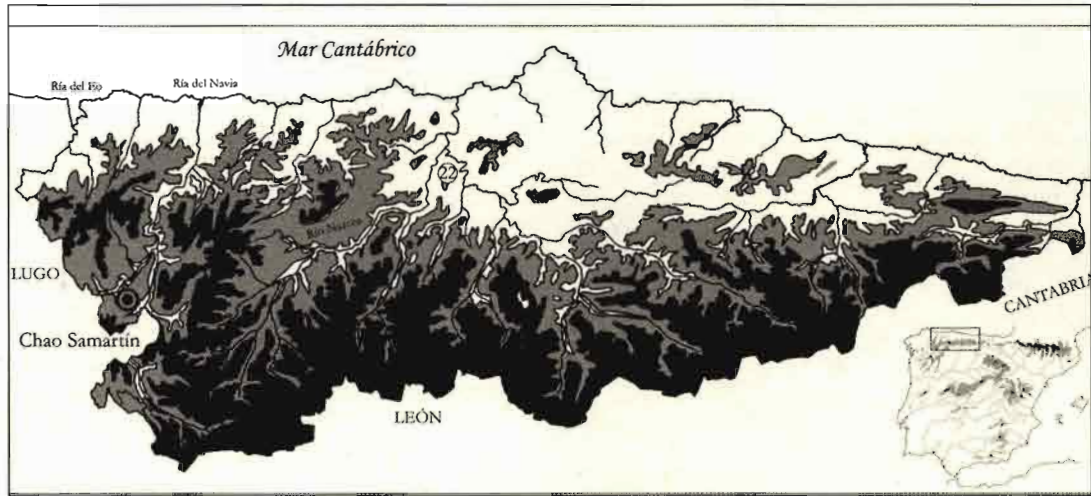 Mar Cantábrico
Ría del Eo
Ría del Navia
22
Río Narcea
LUGO
CANTABRIA
Chao Samartín
LEÓN